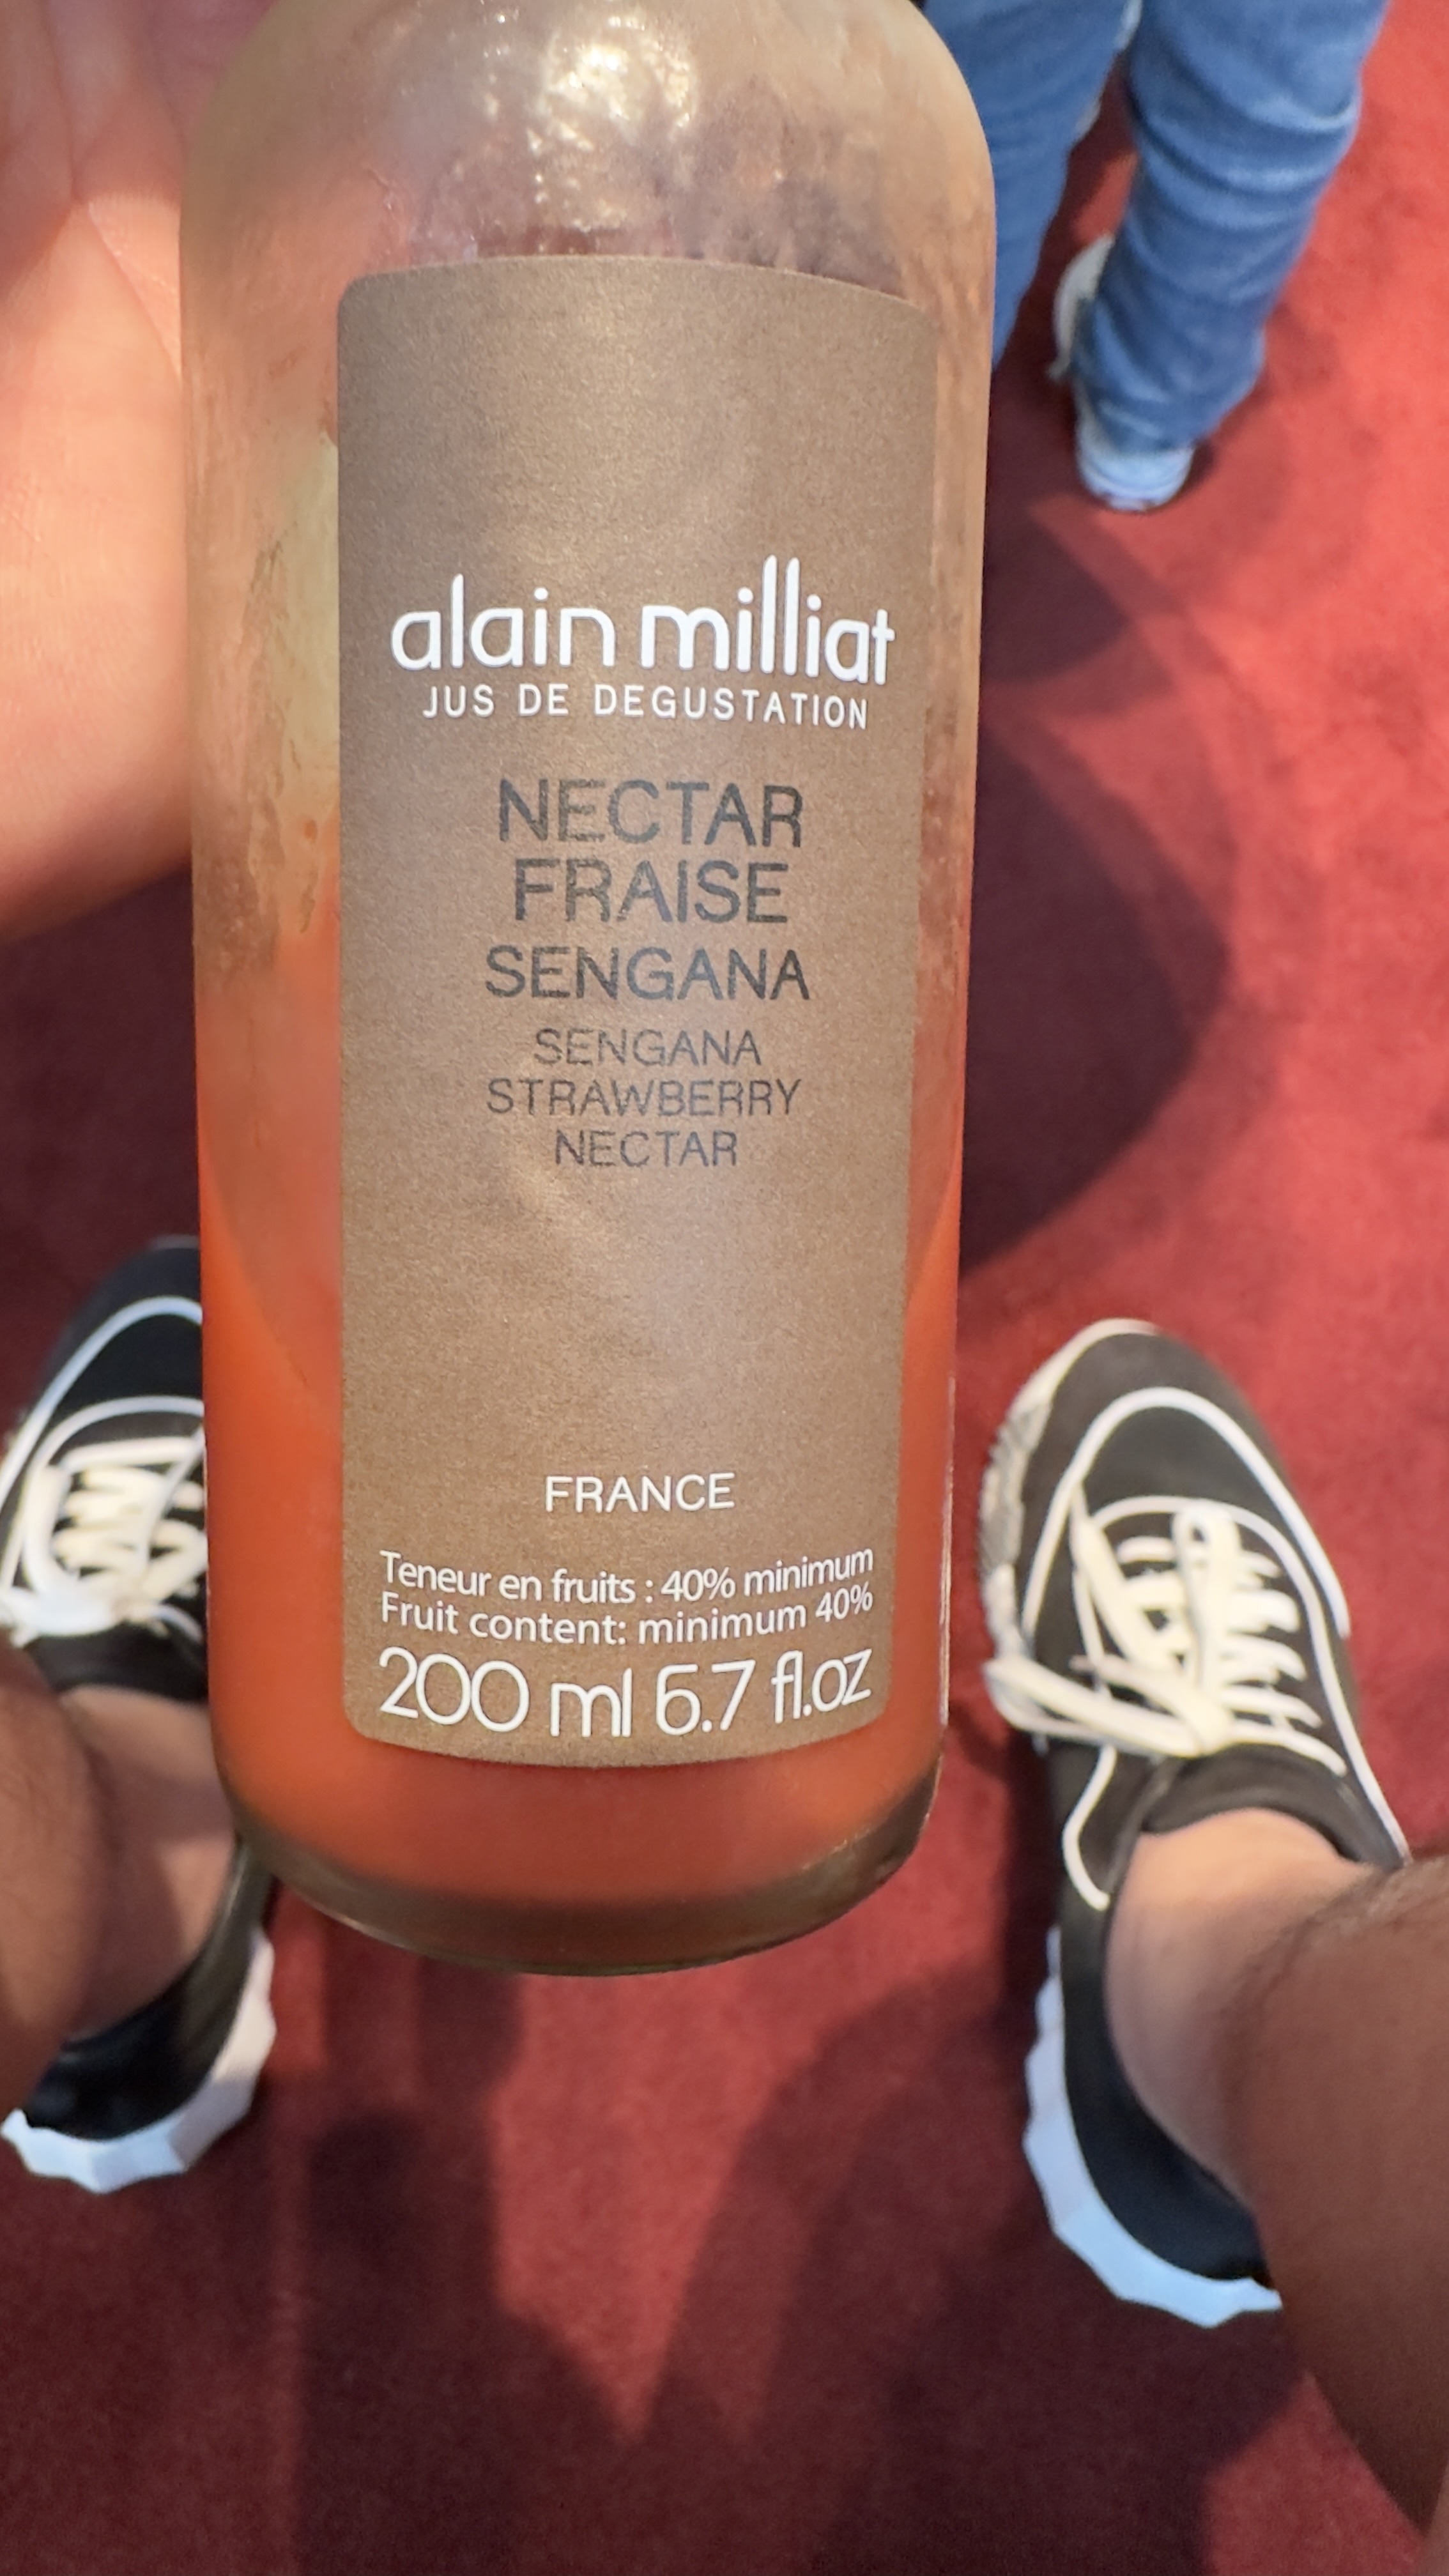 alain milliat
JUS DE DEGUSTATION
NECTAR
FRAISE
SENGANA
SENGANA
STRAWBERRY
NECTAR
FRANCE
Teneur en fruits : 40% minimum
Fruit content: minimum 40%
200 ml 6.7 fl.oz